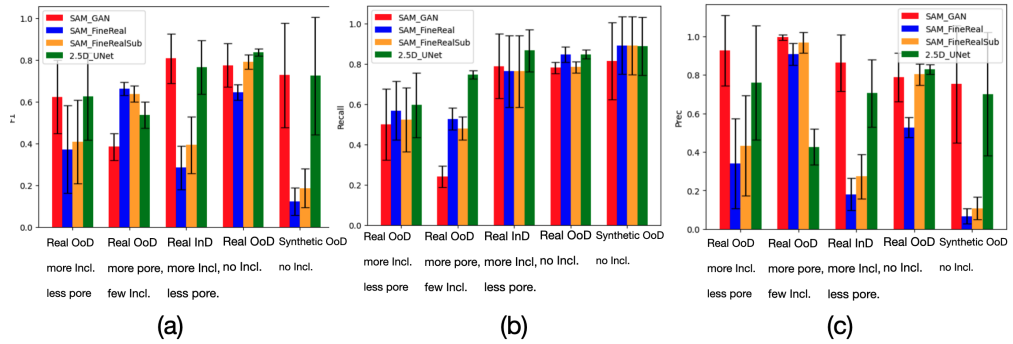 SAM_GAN
SAM_FineReal
SAM_FineRealSub
2.5D_UNet
0.8
0.6
0.4
0.2
0.0
F1
Real OoD Real OoD Real InD Real OoD Synthetic OoD
more Incl. more pore, more Incl, no Incl. no Incl.
less pore few Incl. less pore.
(a)
SAM_GAN
SAM_FineReal
SAM_FineRealSub
2.5D_UNet
1.0
0.8
0.6
0.4
0.2
0.0
Recall
Real OoD Real OoD Real InD Real OoD Synthetic OoD
more Incl. more pore, more Incl, no Incl. no Incl.
less pore few Incl. less pore.
(b)
SAM_GAN
SAM_FineReal
SAM_FineRealSub
2.5D_UNet
1.0
0.8
0.6
0.4
0.2
0.0
Prec
Real OoD Real OoD Real InD Real OoD Synthetic OoD
more Incl. more pore, more Incl, no Incl. no Incl.
less pore few Incl. less pore.
(c)